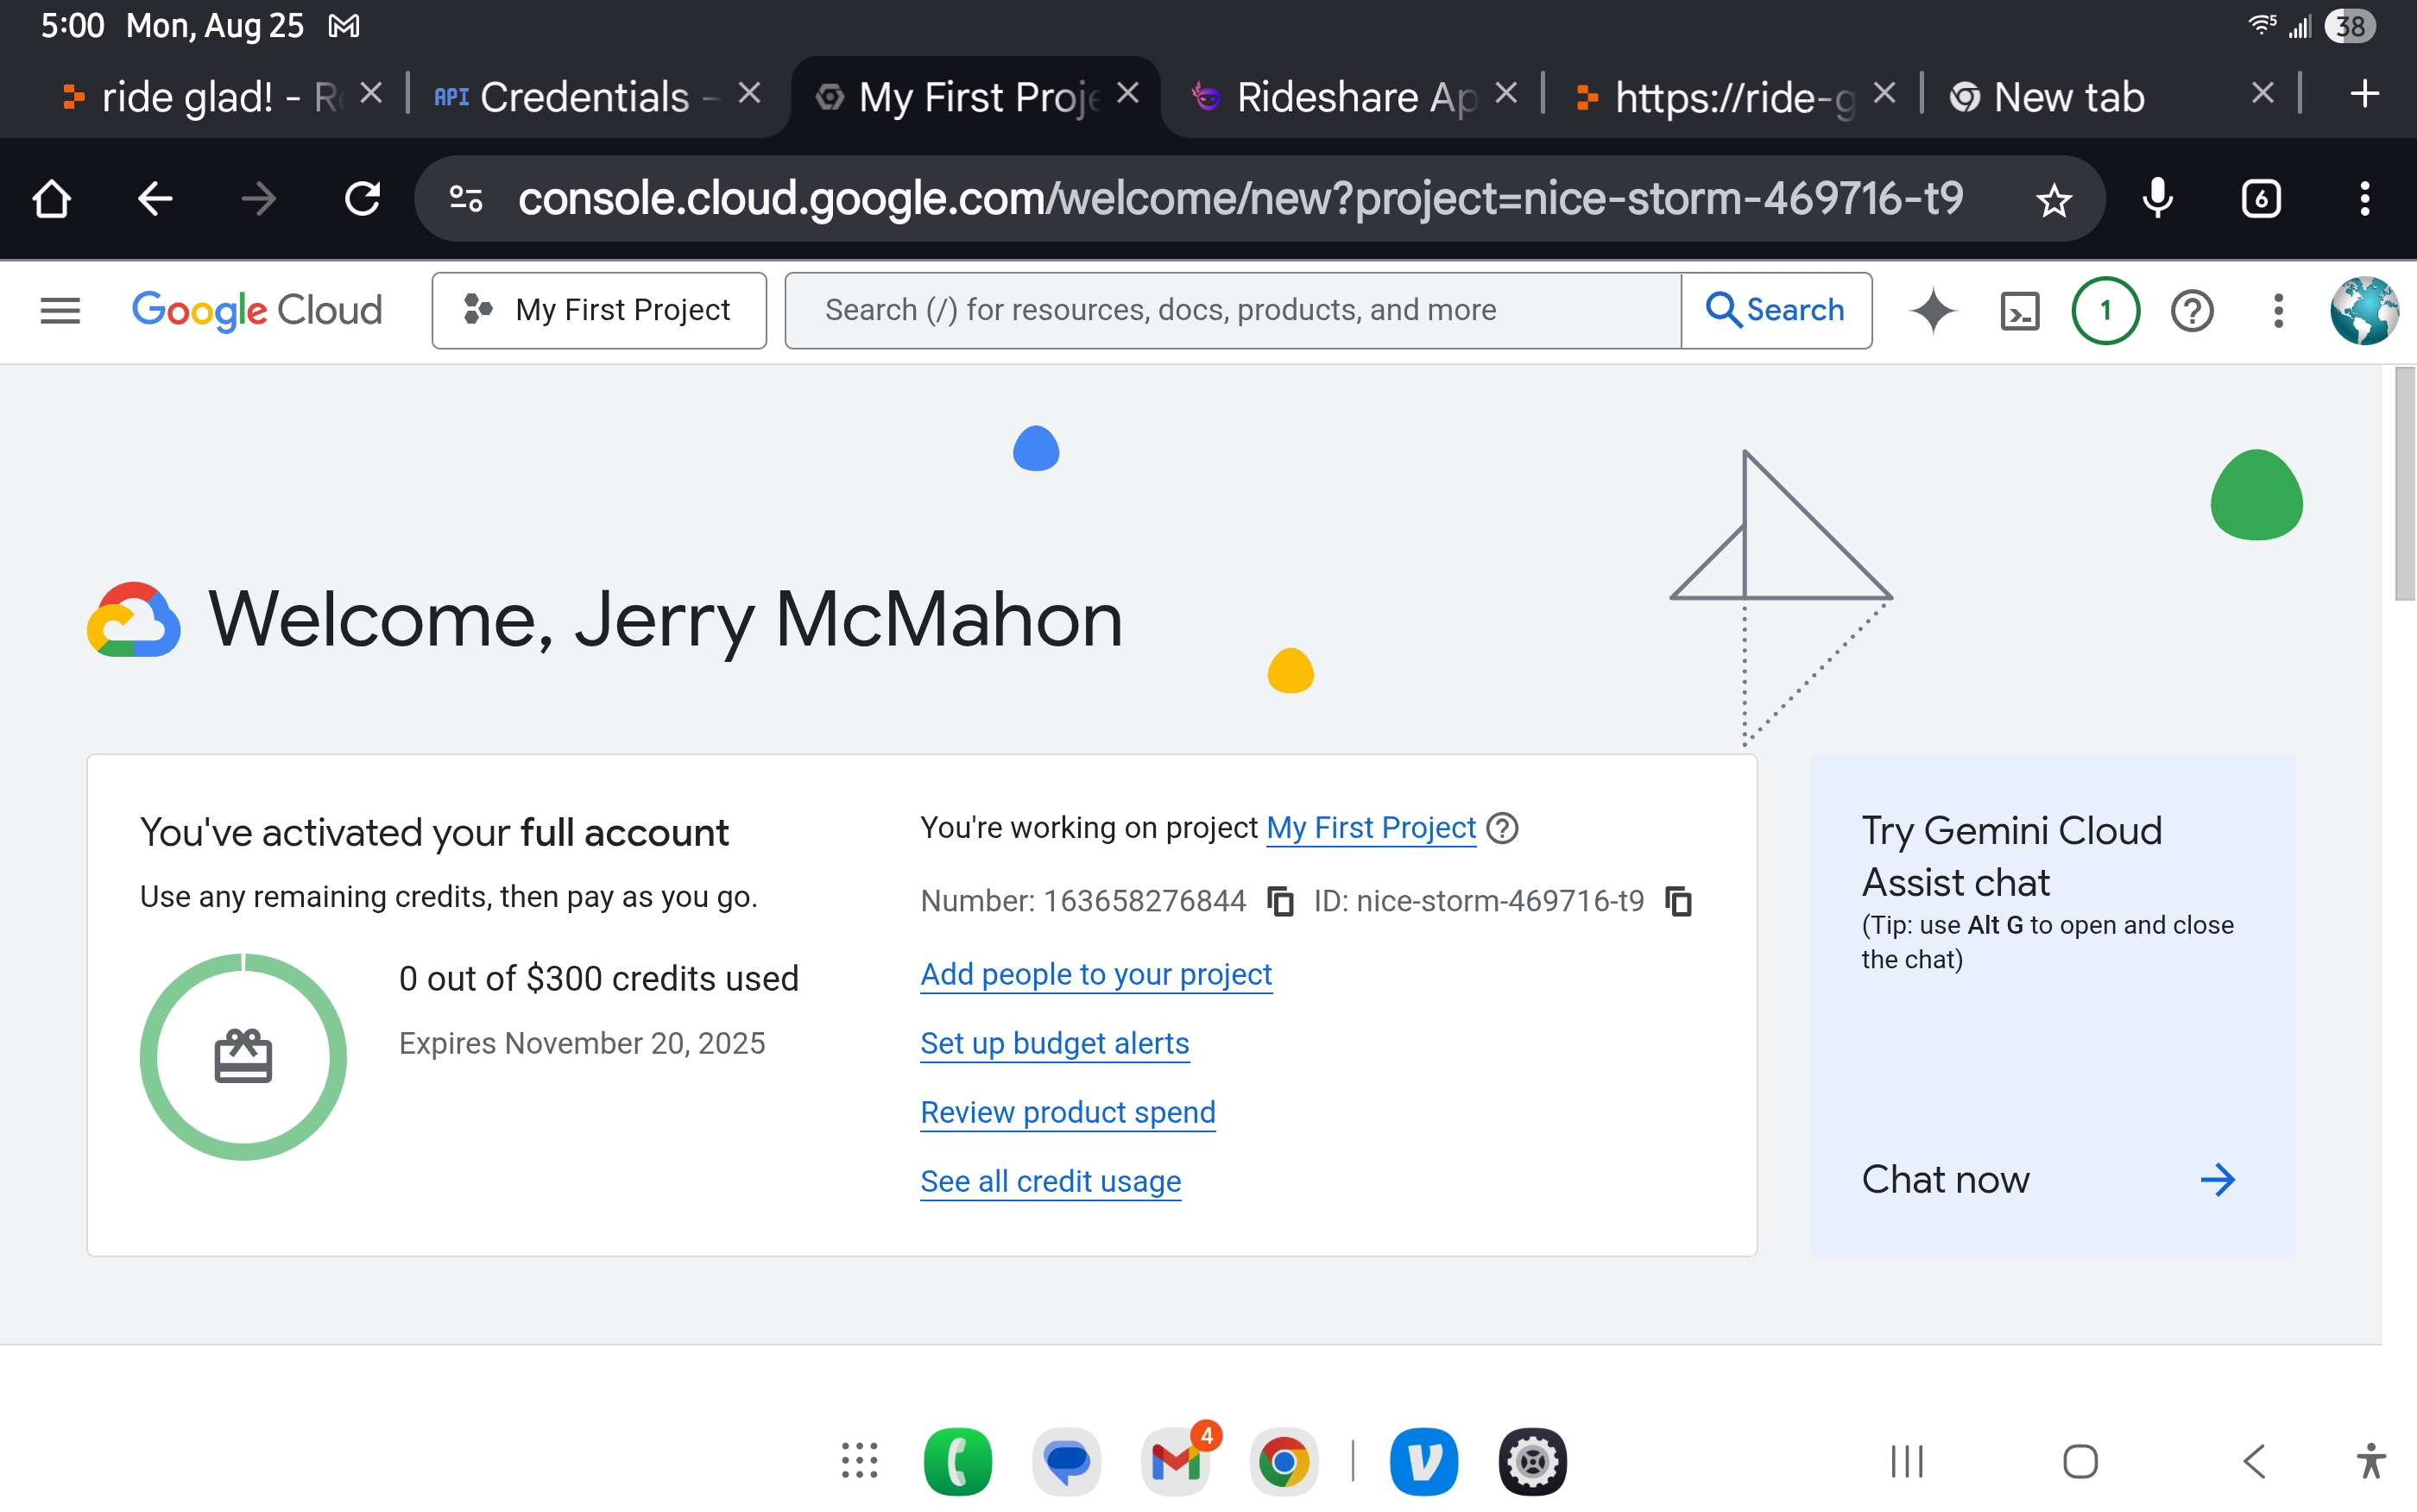 5:00 Mon, Aug 25
5
38
ride glad! - R
API Credentials –
My First Proje
Rideshare Ap
https://ride-g
New tab
console.cloud.google.com/welcome/new?project=nice-storm-469716-t9
6
Google Cloud
My First Project
Search (/) for resources, docs, products, and more
Search
1
Welcome, Jerry McMahon
You've activated your full account
Use any remaining credits, then pay as you go.
0 out of $300 credits used
Expires November 20, 2025
You're working on project My First Project
Number: 163658276844 ID: nice-storm-469716-t9
Add people to your project
Set up budget alerts
Review product spend
See all credit usage
Try Gemini Cloud
Assist chat
(Tip: use Alt G to open and close
the chat)
Chat now
4